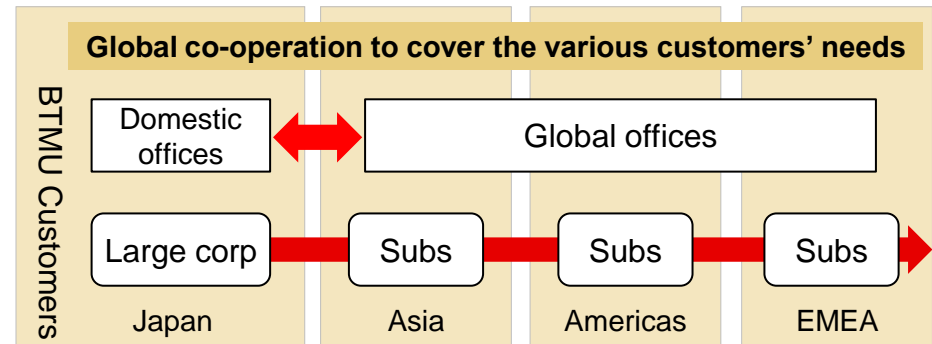 Global co-operation to cover the various customers’ needs
BTMU Customers
Domestic
offices
Global offices
Large corp
Subs
Subs
Subs
Japan
Asia
Americas
EMEA